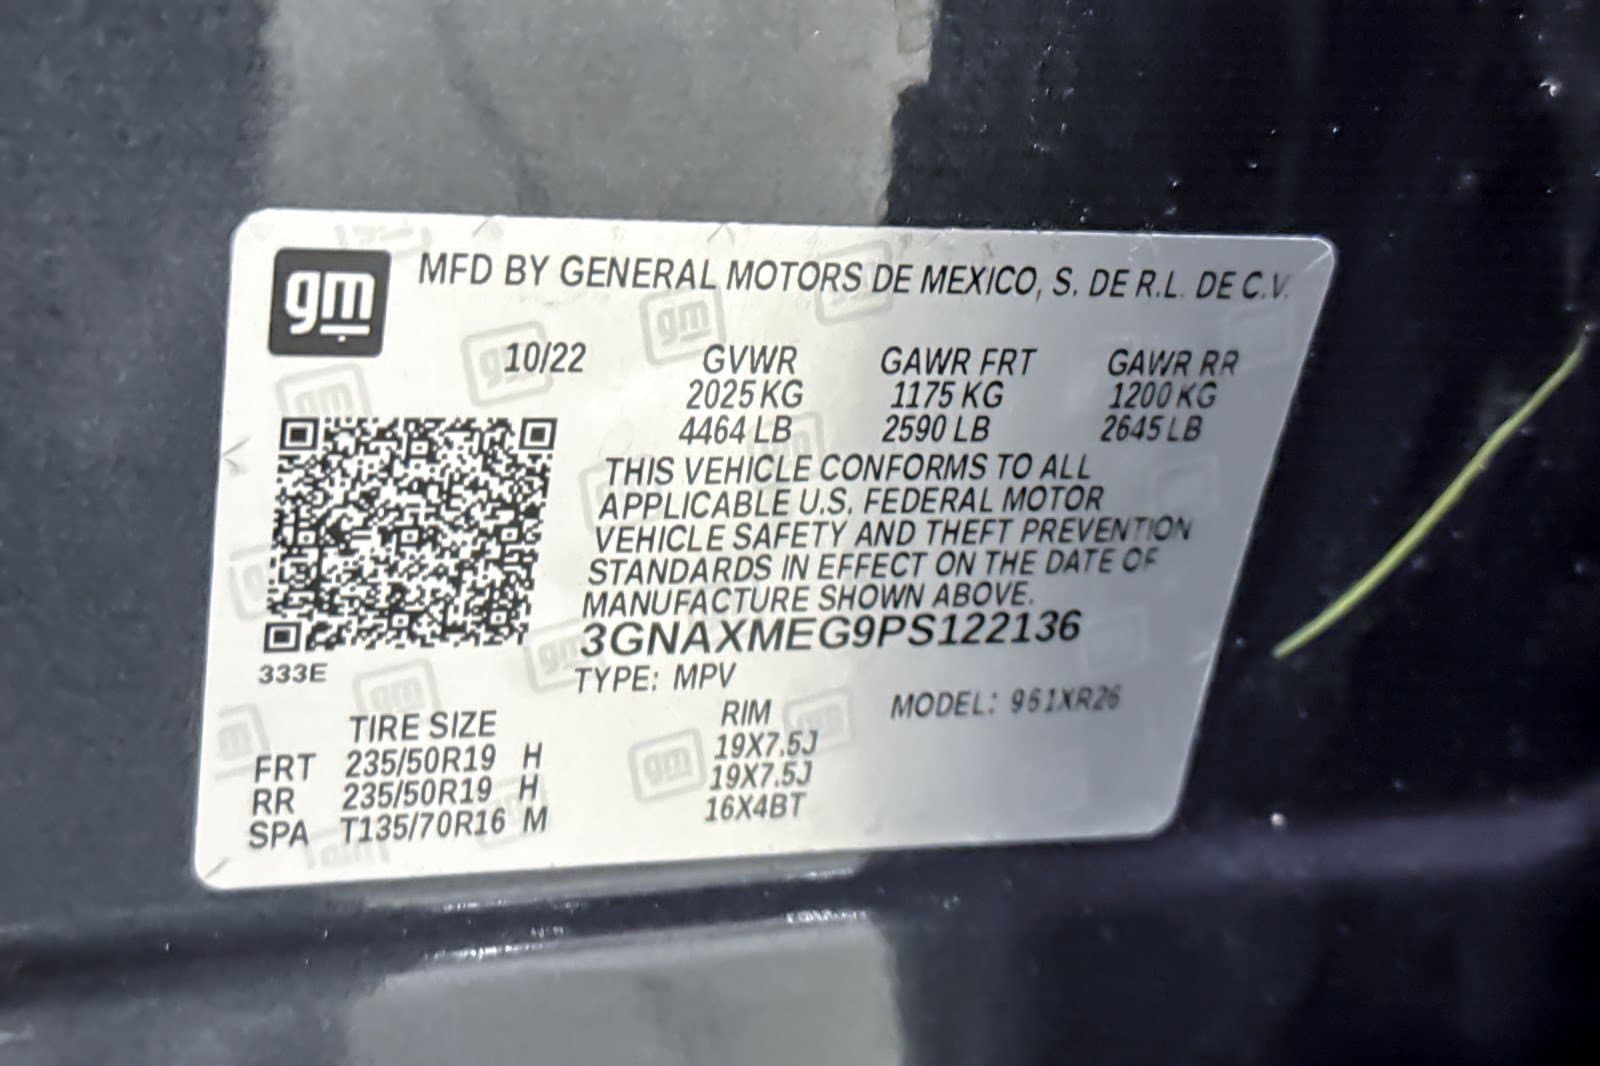 gm
MFD BY GENERAL MOTORS DE MEXICO, S. DE R.L. DE C.V.
10/22 GVWR GAWR FRT GAWR RR
2025 KG 1175 KG 1200 KG
4464 LB 2590 LB 2645 LB
THIS VEHICLE CONFORMS TO ALL
APPLICABLE U.S. FEDERAL MOTOR
VEHICLE SAFETY AND THEFT PREVENTION
STANDARDS IN EFFECT ON THE DATE OF
MANUFACTURE SHOWN ABOVE.
3GNAXMEG9PS122136
333E
TYPE: MPV MODEL: 961XR26
TIRE SIZE RIM
FRT 235/50R19 H 19X7.5J
RR 235/50R19 H 19X7.5J
SPA T135/70R16 M 16X4BT